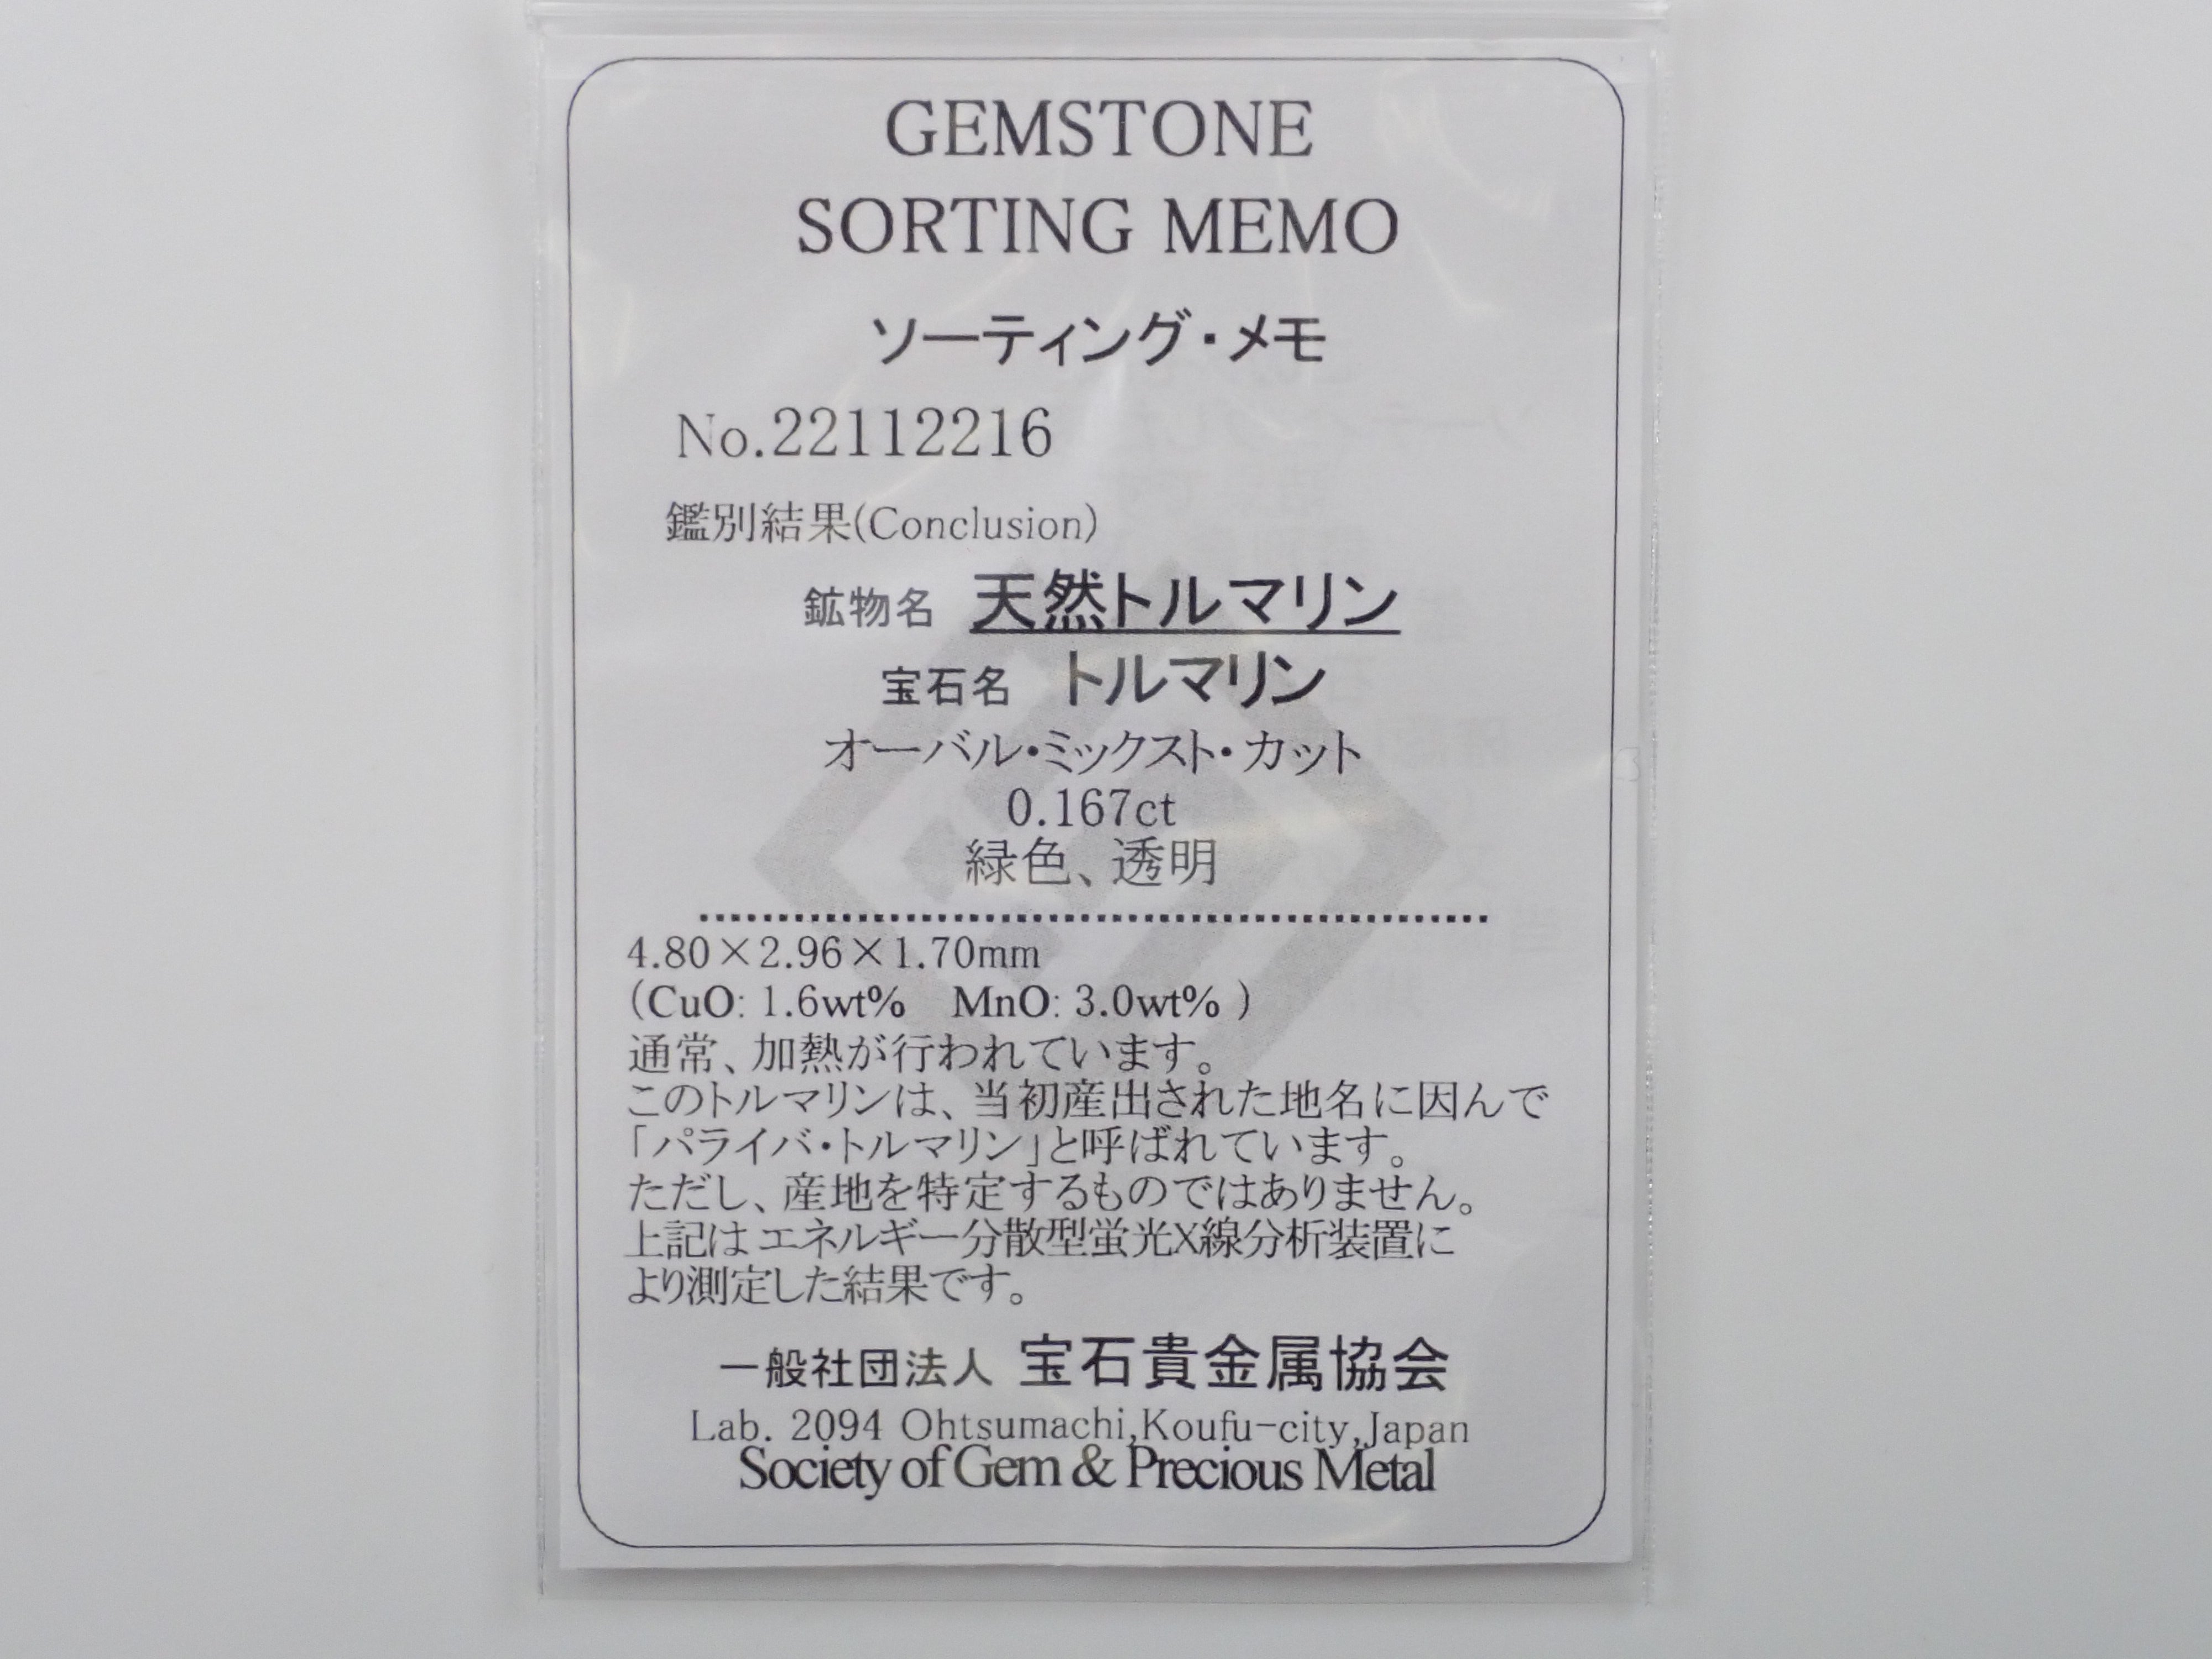 GEMSTONE
SORTING MEMO
ソーティング・メモ
No.22112216
鑑別結果(Conclusion)
鉱物名 天然トルマリン
宝石名 トルマリン
オーバル・ミックスト・カット
0.167ct
緑色、透明
4.80×2.96×1.70mm
(CuO: 1.6wt% MnO: 3.0wt% )
通常、加熱が行われています。
このトルマリンは、当初産出された地名に因んで
「パライバ・トルマリン」と呼ばれています。
ただし、産地を特定するものではありません。
上記はエネルギー分散型蛍光X線分析装置に
より測定した結果です。
一般社団法人 宝石貴金属協会
Lab. 2094 Ohtsumachi,Koufu-city,Japan
Society of Gem & Precious Metal